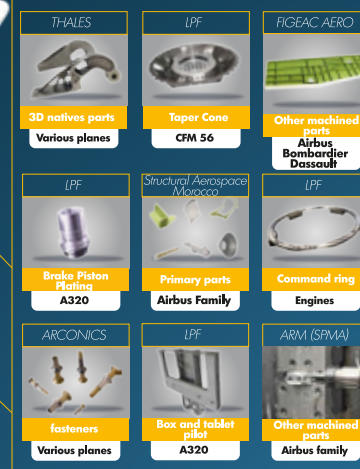 THALES
3D natives parts
Various planes
LPF
Taper Cone
CFM 56
FIGEAC AERO
Other machined
parts
Airbus
Bombardier
Dassault
LPF
Brake Piston
Plating
A320
Structural Aerospace
Morocco
Primary parts
Airbus Family
LPF
Command ring
Engines
ARCONICS
fasteners
Various planes
LPF
Box and tablet
pilot
A320
ARM (SPMA)
Other machined
parts
Airbus family